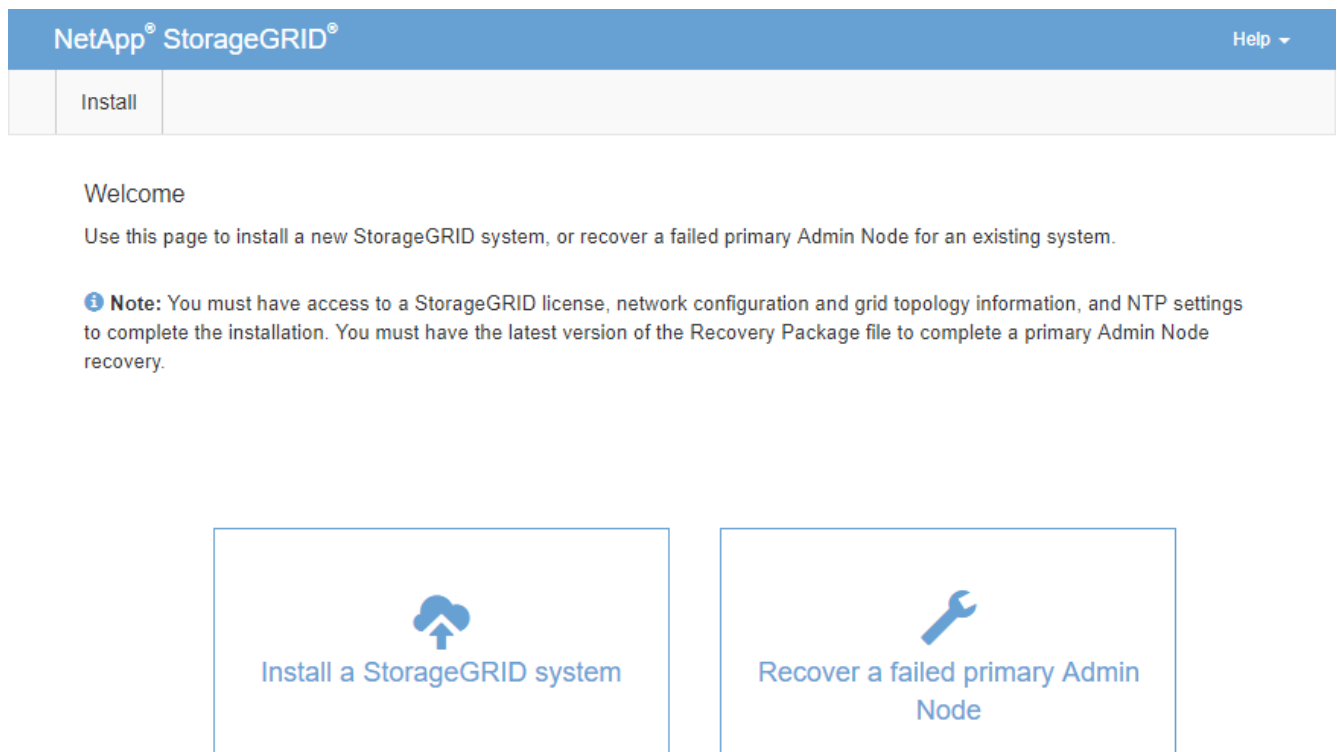 NetApp® StorageGRID®
Help
Install
Welcome
Use this page to install a new StorageGRID system, or recover a failed primary Admin Node for an existing system.
Note: You must have access to a StorageGRID license, network configuration and grid topology information, and NTP settings
to complete the installation. You must have the latest version of the Recovery Package file to complete a primary Admin Node
recovery.
Install a StorageGRID system
Recover a failed primary Admin
Node